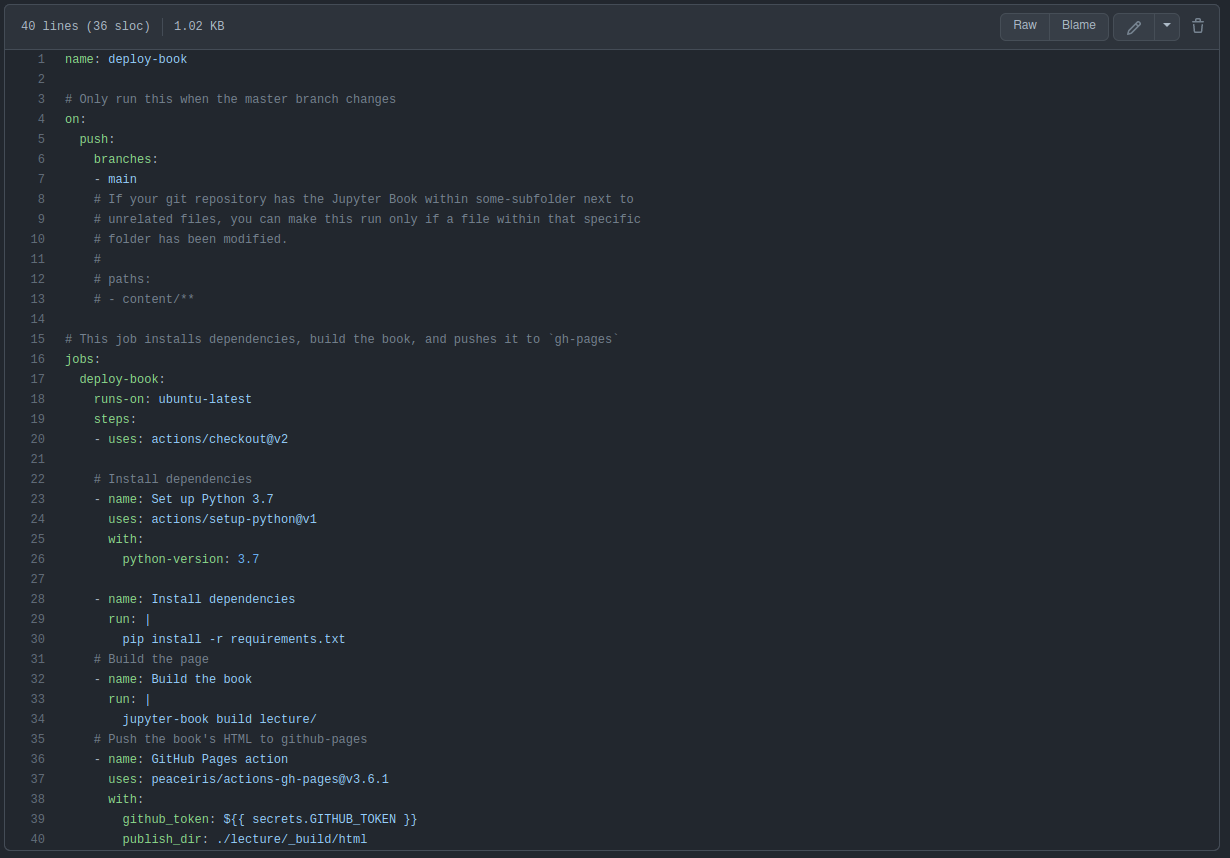 40 lines (36 sloc) 1.02 KB
Raw Blame
1 name: deploy-book
2
3 # Only run this when the master branch changes
4 on:
5   push:
6     branches:
7     - main
8     # If your git repository has the Jupyter Book within some-subfolder next to
9     # unrelated files, you can make this run only if a file within that specific
10     # folder has been modified.
11     #
12     # paths:
13     # - content/**
14
15 # This job installs dependencies, build the book, and pushes it to `gh-pages`
16 jobs:
17   deploy-book:
18     runs-on: ubuntu-latest
19     steps:
20     - uses: actions/checkout@v2
21
22     # Install dependencies
23     - name: Set up Python 3.7
24       uses: actions/setup-python@v1
25       with:
26         python-version: 3.7
27
28     - name: Install dependencies
29       run: |
30         pip install -r requirements.txt
31     # Build the page
32     - name: Build the book
33       run: |
34         jupyter-book build lecture/
35     # Push the book's HTML to github-pages
36     - name: GitHub Pages action
37       uses: peaceiris/actions-gh-pages@v3.6.1
38       with:
39         github_token: ${{ secrets.GITHUB_TOKEN }}
40         publish_dir: ./lecture/_build/html